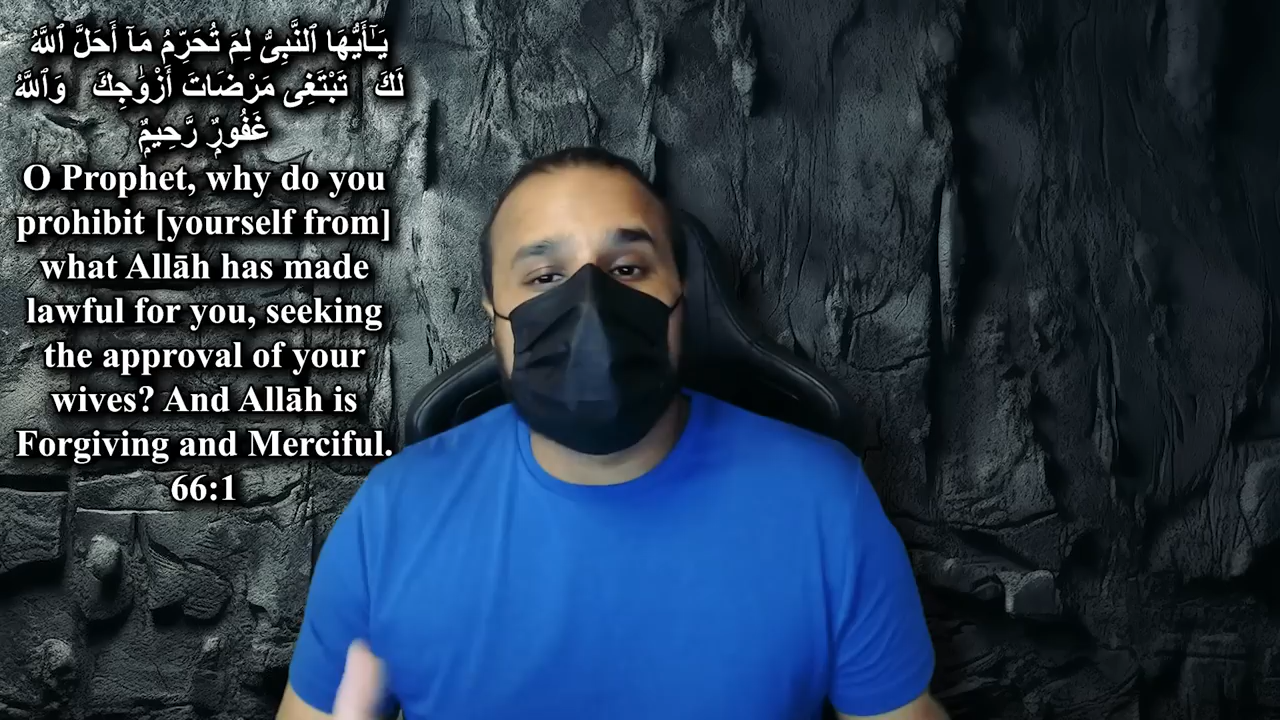 يَـٰٓأَيُّهَا ٱلنَّبِىُّ لِمَ تُحَرِّمُ مَآ أَحَلَّ ٱللَّهُ
لَكَ تَبْتَغِى مَرْضَاتَ أَزْوَٰجِكَ وَٱللَّهُ
غَفُورٌ رَّحِيمٌ
O Prophet, why do you
prohibit [yourself from]
what Allāh has made
lawful for you, seeking
the approval of your
wives? And Allāh is
Forgiving and Merciful.
66:1